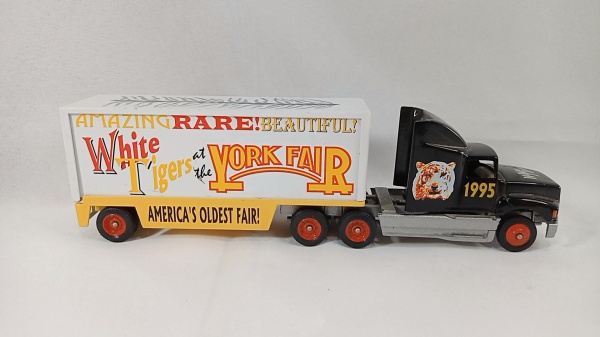 AMAZING RARE! BEAUTIFUL!
White Tigers at the YORK FAIR
AMERICA'S OLDEST FAIR!
1995